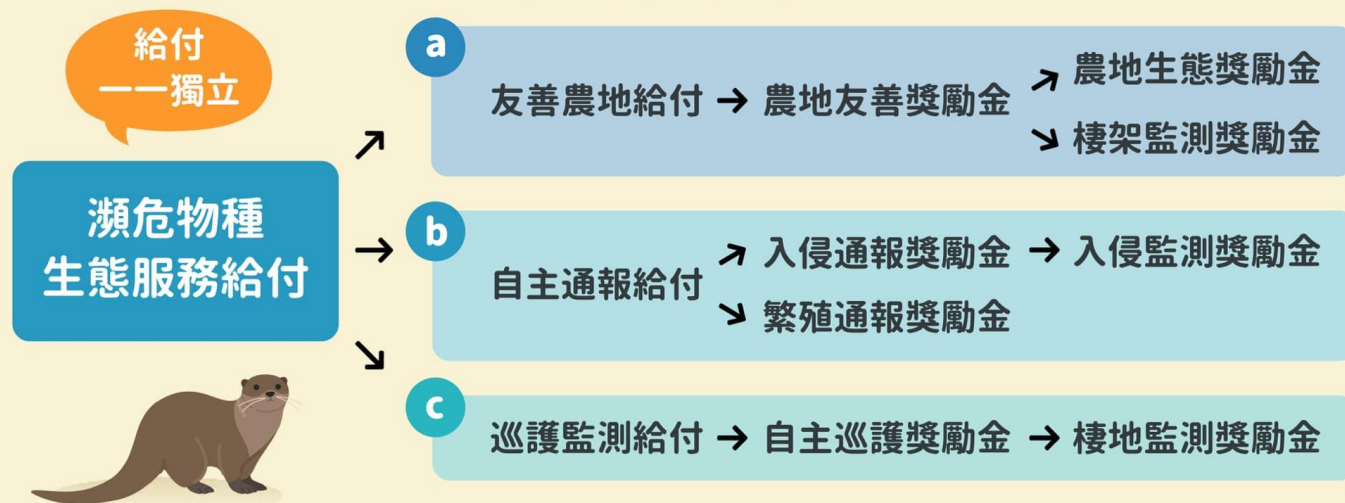 給付
一一獨立
瀕危物種
生態服務給付
a
友善農地給付 → 農地友善獎勵金
↗ 農地生態獎勵金
↘ 棲架監測獎勵金
b
自主通報給付
↗ 入侵通報獎勵金 → 入侵監測獎勵金
↘ 繁殖通報獎勵金
c
巡護監測給付 → 自主巡護獎勵金 → 棲地監測獎勵金